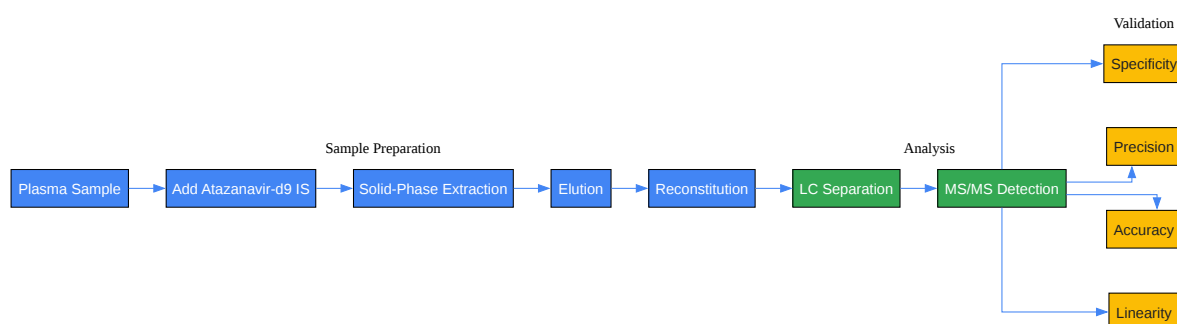 Validation
Specificity
Sample Preparation
Analysis
Precision
Plasma Sample
Add Atazanavir-d9 IS
Solid-Phase Extraction
Elution
Reconstitution
LC Separation
MS/MS Detection
Accuracy
Linearity